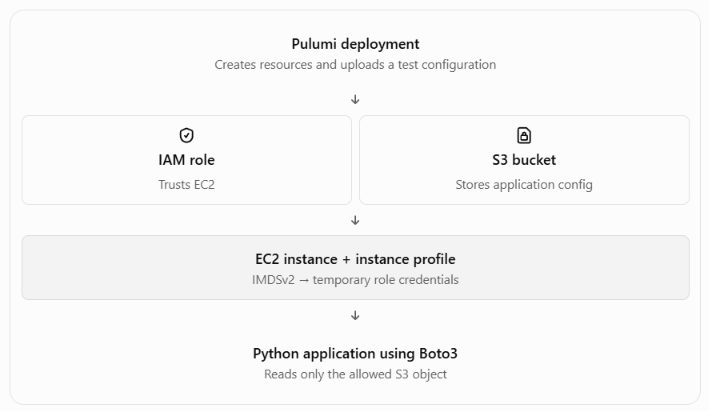 Pulumi deployment
Creates resources and uploads a test configuration
↓
IAM role
Trusts EC2
S3 bucket
Stores application config
↓
EC2 instance + instance profile
IMDSv2 → temporary role credentials
↓
Python application using Boto3
Reads only the allowed S3 object